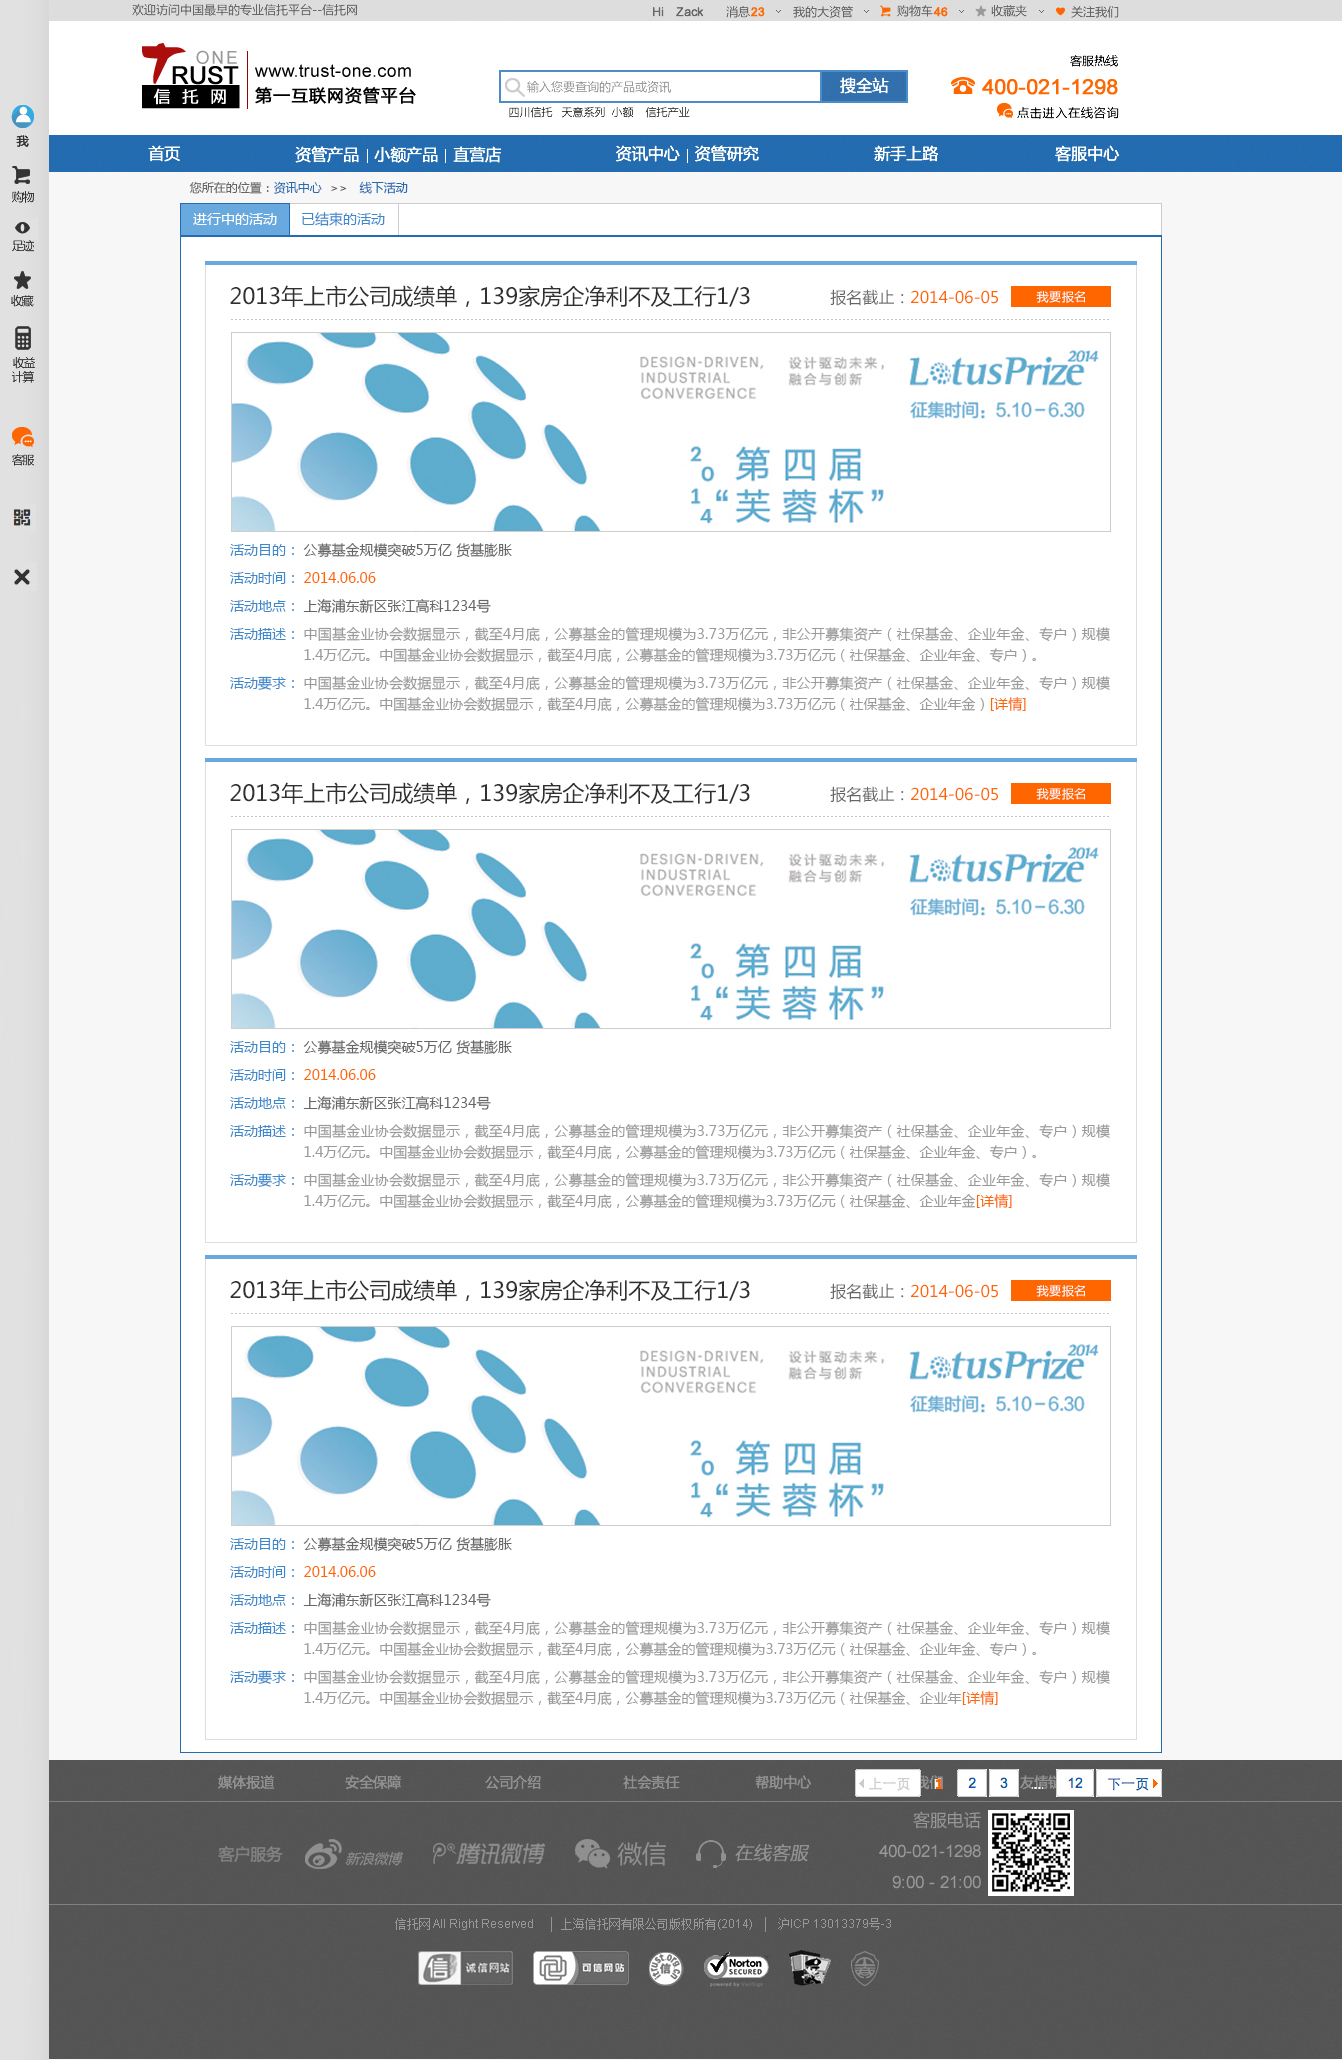 欢迎访问中国最早的专业信托平台--信托网
Hi Zack 消息23 我的大资管 购物车46 收藏夹 关注我们
ONE
TRUST
信托网
www.trust-one.com
第一互联网资管平台
输入您要查询的产品或资讯 搜全站
四川信托 天意系列 小额 信托产业
客服热线
400-021-1298
点击进入在线咨询
我
购物
足迹
收藏
收益
计算
客服
首页 资管产品 | 小额产品 | 直营店 资讯中心 | 资管研究 新手上路 客服中心
您所在的位置：资讯中心 >> 线下活动
进行中的活动 已结束的活动
2013年上市公司成绩单，139家房企净利不及工行1/3 报名截止：2014-06-05 我要报名
DESIGN-DRIVEN,
INDUSTRIAL
CONVERGENCE
设计驱动未来，
融合与创新
LotusPrize 2014
征集时间：5.10－6.30
2014 第四届
“芙蓉杯”
活动目的： 公募基金规模突破5万亿 货基膨胀
活动时间： 2014.06.06
活动地点： 上海浦东新区张江高科1234号
活动描述： 中国基金业协会数据显示，截至4月底，公募基金的管理规模为3.73万亿元，非公开募集资产（社保基金、企业年金、专户）规模
1.4万亿元。中国基金业协会数据显示，截至4月底，公募基金的管理规模为3.73万亿元（社保基金、企业年金、专户）。
活动要求： 中国基金业协会数据显示，截至4月底，公募基金的管理规模为3.73万亿元，非公开募集资产（社保基金、企业年金、专户）规模
1.4万亿元。中国基金业协会数据显示，截至4月底，公募基金的管理规模为3.73万亿元（社保基金、企业年金）[详情]
2013年上市公司成绩单，139家房企净利不及工行1/3 报名截止：2014-06-05 我要报名
DESIGN-DRIVEN,
INDUSTRIAL
CONVERGENCE
设计驱动未来，
融合与创新
LotusPrize 2014
征集时间：5.10－6.30
2014 第四届
“芙蓉杯”
活动目的： 公募基金规模突破5万亿 货基膨胀
活动时间： 2014.06.06
活动地点： 上海浦东新区张江高科1234号
活动描述： 中国基金业协会数据显示，截至4月底，公募基金的管理规模为3.73万亿元，非公开募集资产（社保基金、企业年金、专户）规模
1.4万亿元。中国基金业协会数据显示，截至4月底，公募基金的管理规模为3.73万亿元（社保基金、企业年金、专户）。
活动要求： 中国基金业协会数据显示，截至4月底，公募基金的管理规模为3.73万亿元，非公开募集资产（社保基金、企业年金、专户）规模
1.4万亿元。中国基金业协会数据显示，截至4月底，公募基金的管理规模为3.73万亿元（社保基金、企业年金[详情]
2013年上市公司成绩单，139家房企净利不及工行1/3 报名截止：2014-06-05 我要报名
DESIGN-DRIVEN,
INDUSTRIAL
CONVERGENCE
设计驱动未来，
融合与创新
LotusPrize 2014
征集时间：5.10－6.30
2014 第四届
“芙蓉杯”
活动目的： 公募基金规模突破5万亿 货基膨胀
活动时间： 2014.06.06
活动地点： 上海浦东新区张江高科1234号
活动描述： 中国基金业协会数据显示，截至4月底，公募基金的管理规模为3.73万亿元，非公开募集资产（社保基金、企业年金、专户）规模
1.4万亿元。中国基金业协会数据显示，截至4月底，公募基金的管理规模为3.73万亿元（社保基金、企业年金、专户）。
活动要求： 中国基金业协会数据显示，截至4月底，公募基金的管理规模为3.73万亿元，非公开募集资产（社保基金、企业年金、专户）规模
1.4万亿元。中国基金业协会数据显示，截至4月底，公募基金的管理规模为3.73万亿元（社保基金、企业年[详情]
媒体报道 安全保障 公司介绍 社会责任 帮助中心 上一页 我们 1 2 3 友情 .... 12 下一页
客户服务 新浪微博 腾讯微博 微信 在线客服
客服电话
400-021-1298
9:00 - 21:00
信托网 All Right Reserved | 上海信托网有限公司版权所有(2014) | 沪ICP 13013379号-3
信 诚信网站 可信网站 Norton
SECURED